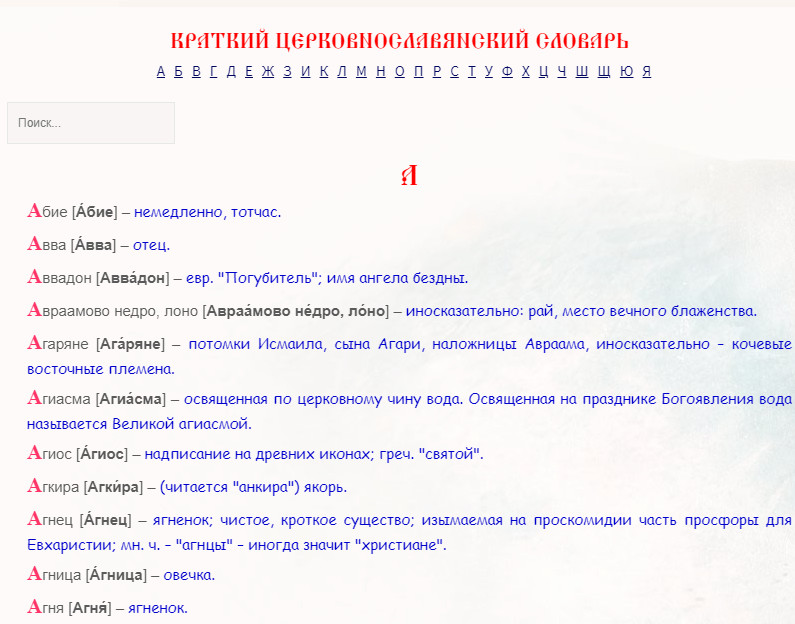 КРАТКИЙ ЦЕРКОВНОСЛАВЯНСКИЙ СЛОВАРЬ
А Б В Г Д Е Ж З И К Л М Н О П Р С Т У Ф Х Ц Ч Ш Щ Ю Я
Поиск...
А
Абие [А́бие] – немедленно, тотчас.
Авва [А́вва] – отец.
Аввадон [Авва́дон] – евр. "Погубитель"; имя ангела бездны.
Авраамово недро, лоно [Авраа́мово не́дро, ло́но] – иносказательно: рай, место вечного блаженства.
Агаряне [Ага́ряне] – потомки Исмаила, сына Агари, наложницы Авраама, иносказательно – кочевые
восточные племена.
Агиасма [Агиа́сма] – освященная по церковному чину вода. Освященная на празднике Богоявления вода
называется Великой агиасмой.
Агиос [А́гиос] – надписание на древних иконах; греч. "святой".
Агкира [Агки́ра] – (читается "анкира") якорь.
Агнец [А́гнец] – ягненок; чистое, кроткое существо; изымаемая на проскомидии часть просфоры для
Евхаристии; мн. ч. – "агнцы" – иногда значит "христиане".
Агница [А́гница] – овечка.
Агня [Агня́] – ягненок.